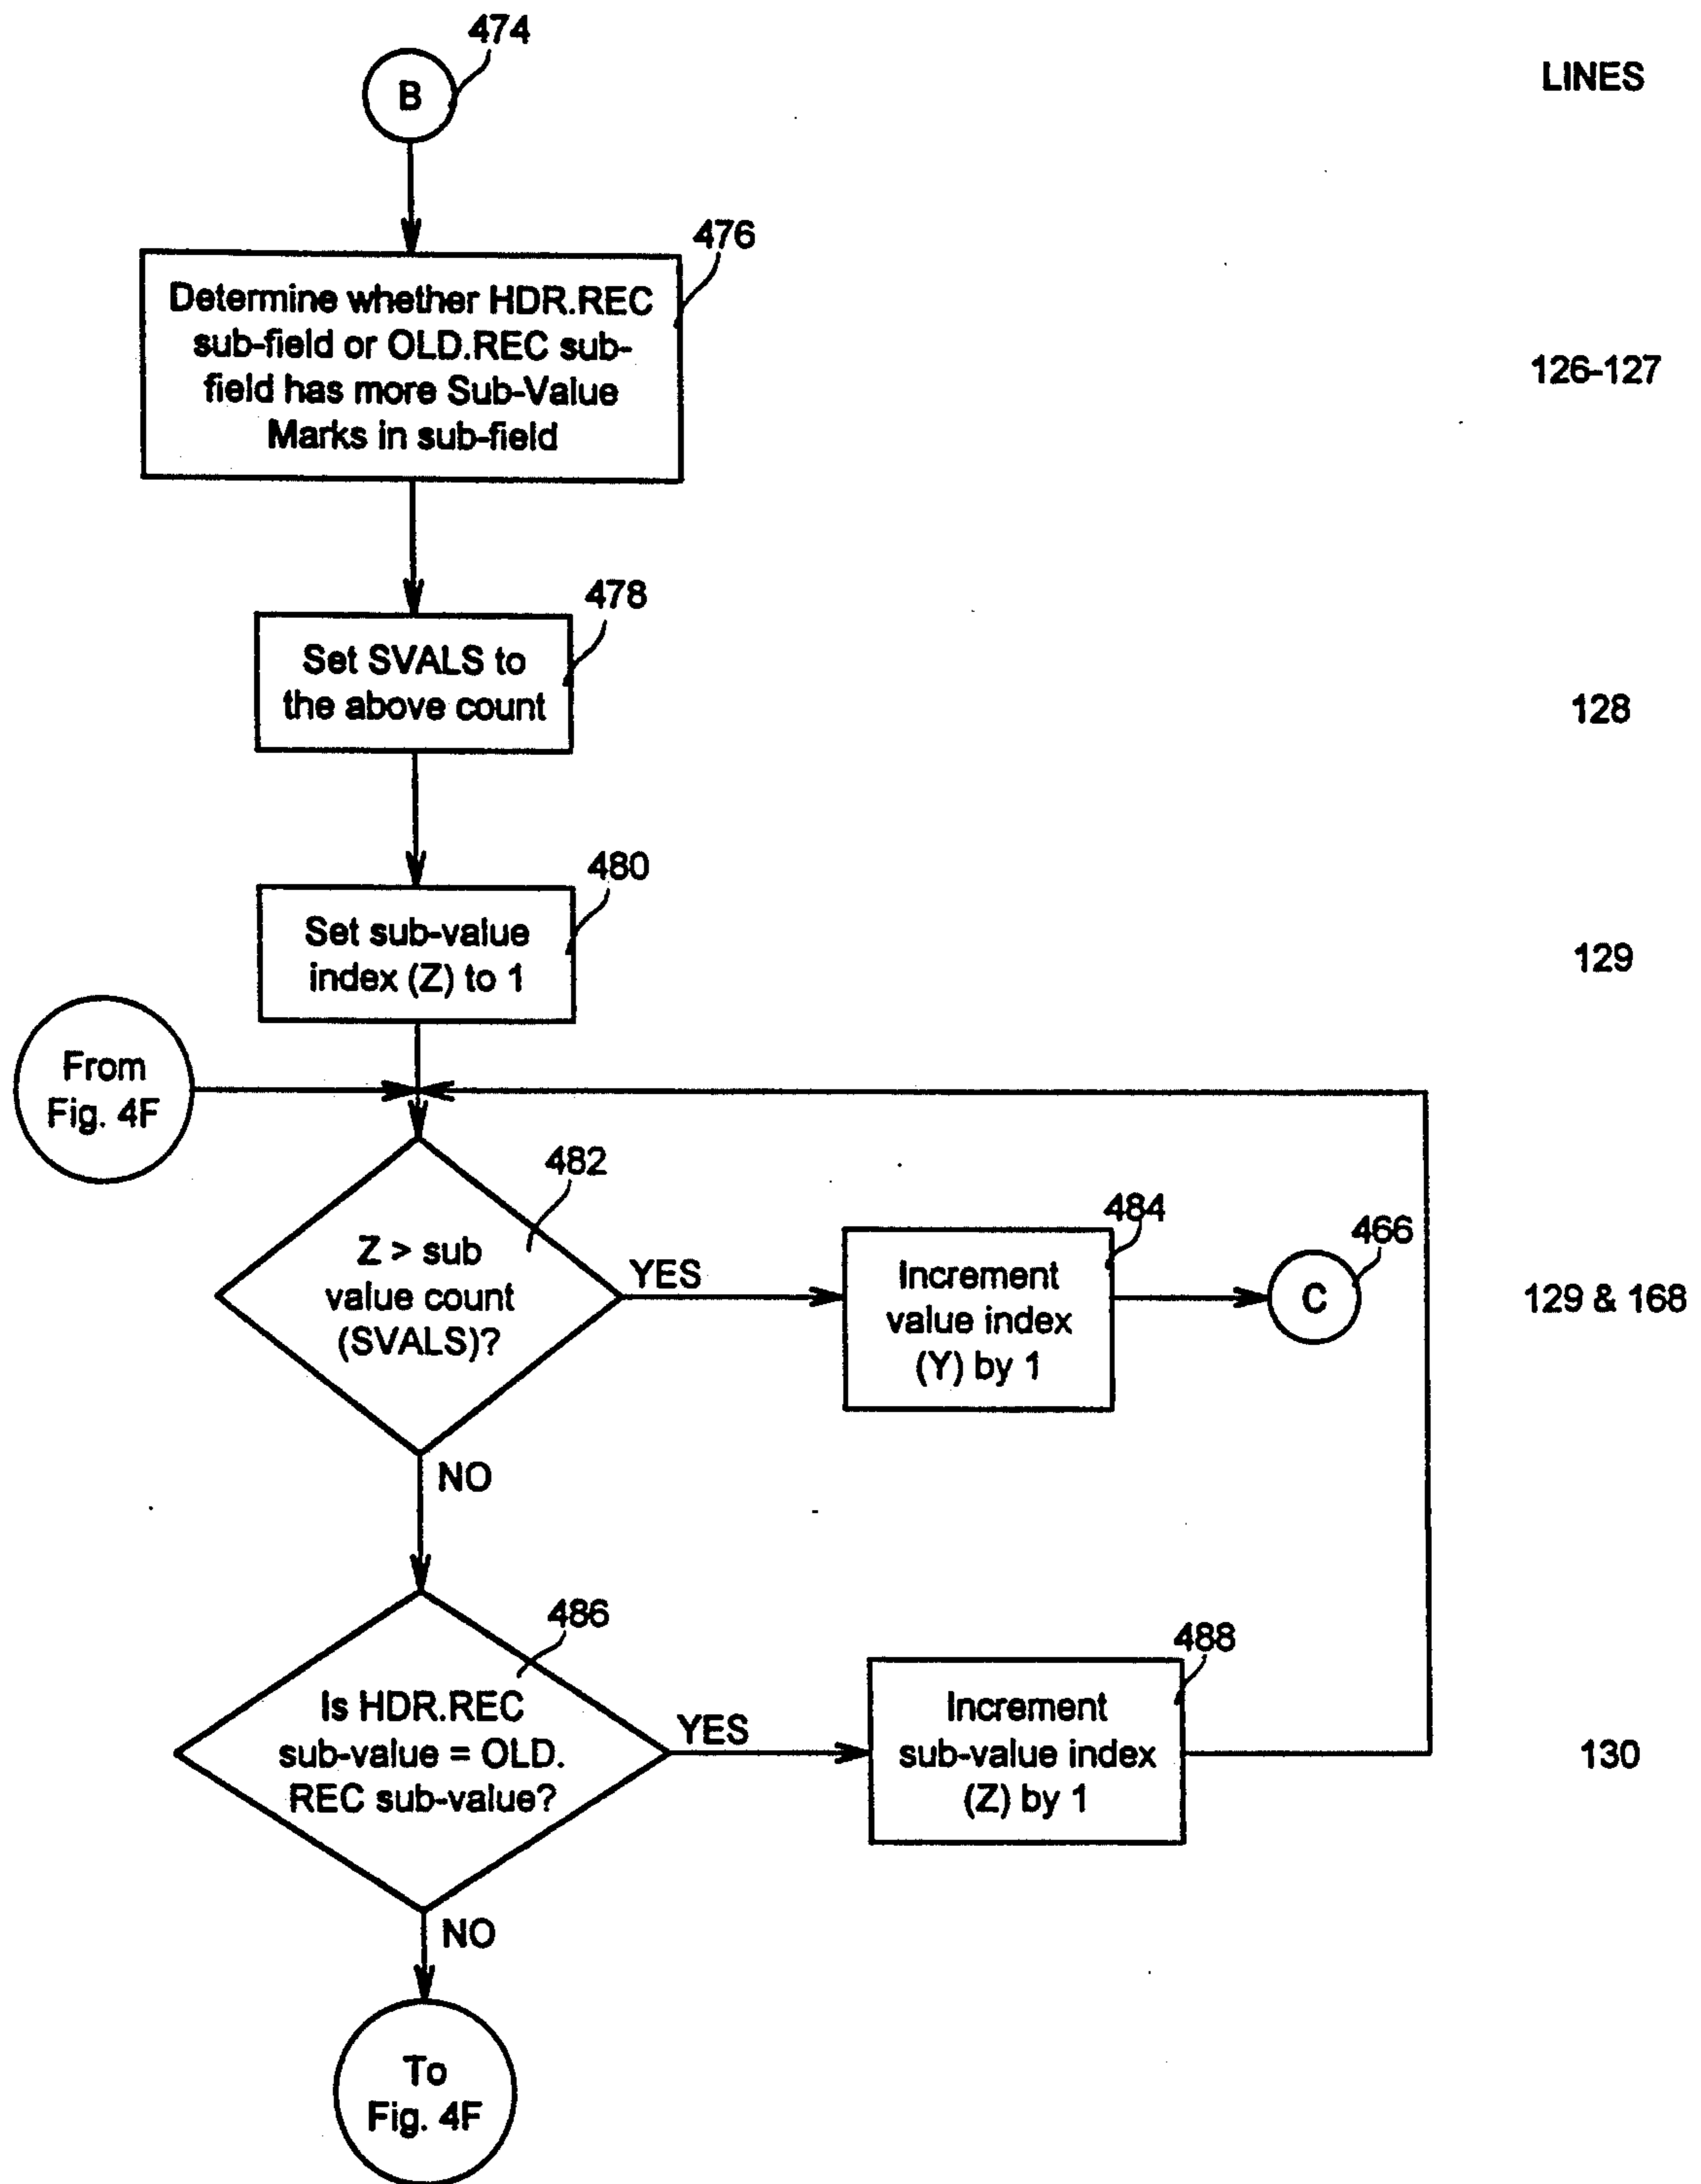 474
B
LINES
476
Determine whether HDR.REC
sub-field or OLD.REC sub-
field has more Sub-Value
Marks in sub-field
126-127
478
Set SVALS to
the above count
128
480
Set sub-value
index (Z) to 1
129
From
Fig. 4F
482
Z > sub
value count
(SVALS)?
YES
484
Increment
value index
(Y) by 1
466
C
129 & 168
NO
486
Is HDR.REC
sub-value = OLD.
REC sub-value?
YES
488
Increment
sub-value index
(Z) by 1
130
NO
To
Fig. 4F